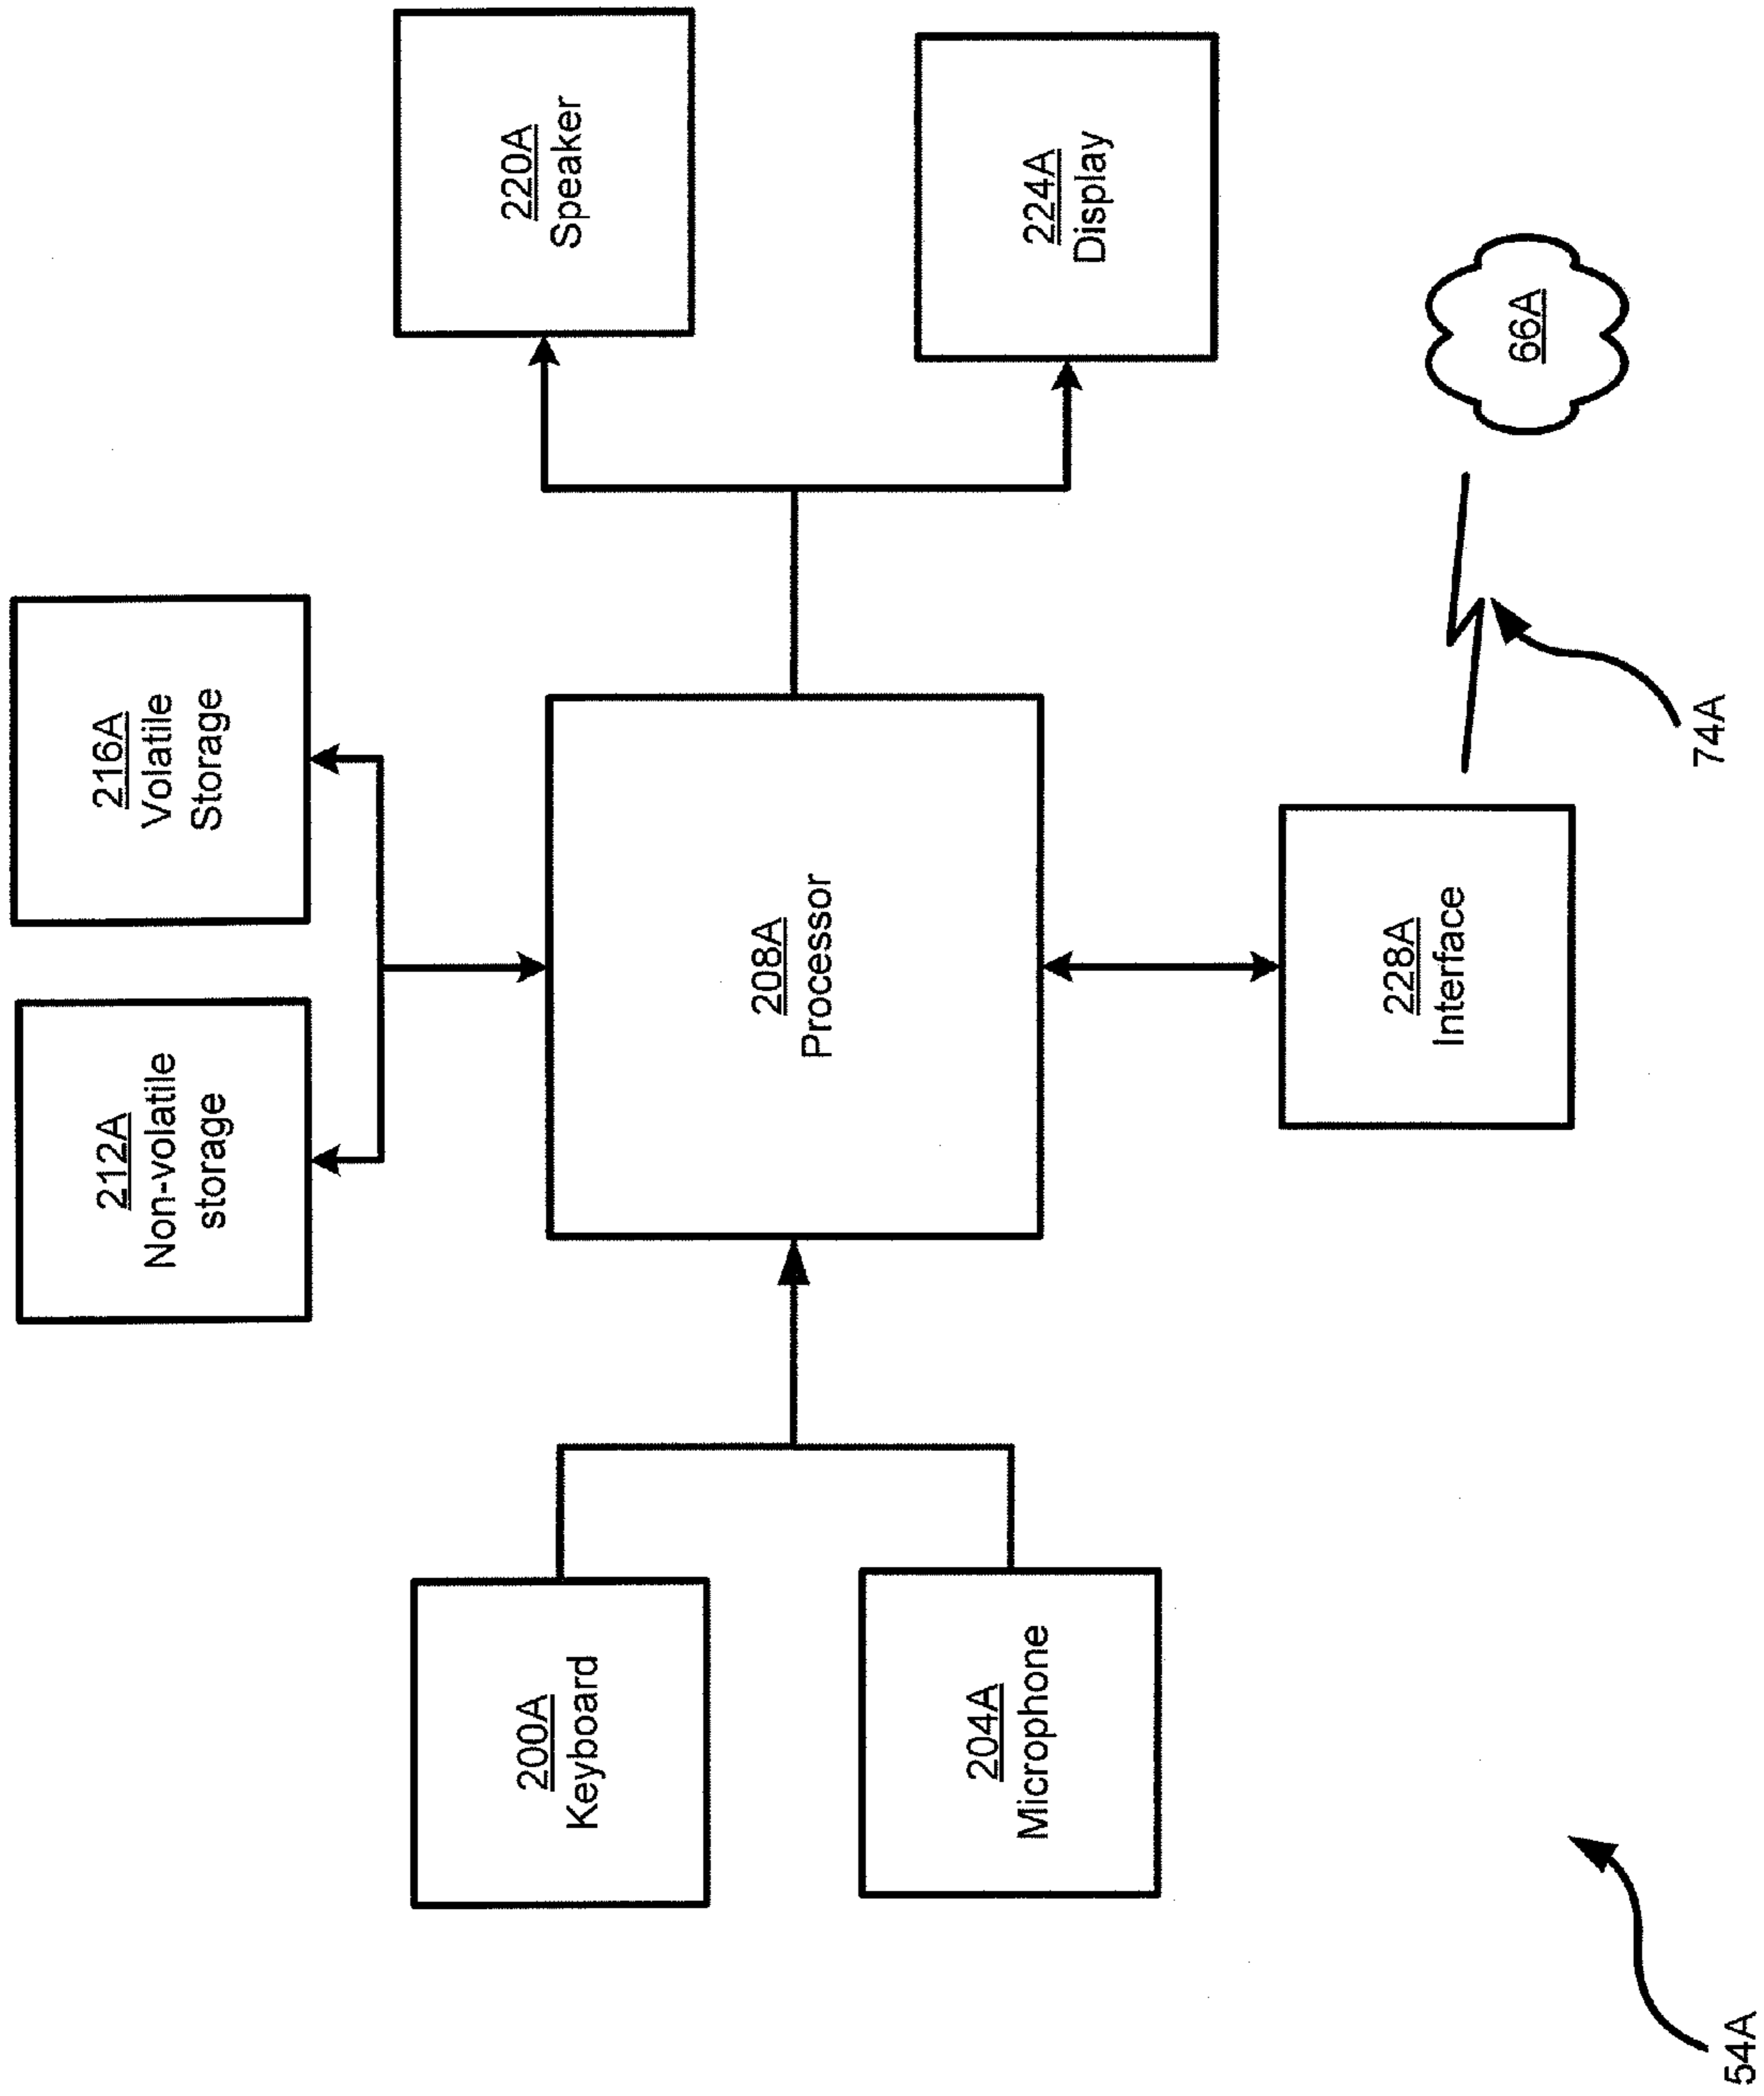 212A
Non-volatile
storage
216A
Volatile
Storage
200A
Keyboard
220A
Speaker
208A
Processor
204A
Microphone
224A
Display
228A
Interface
66A
74A
54A